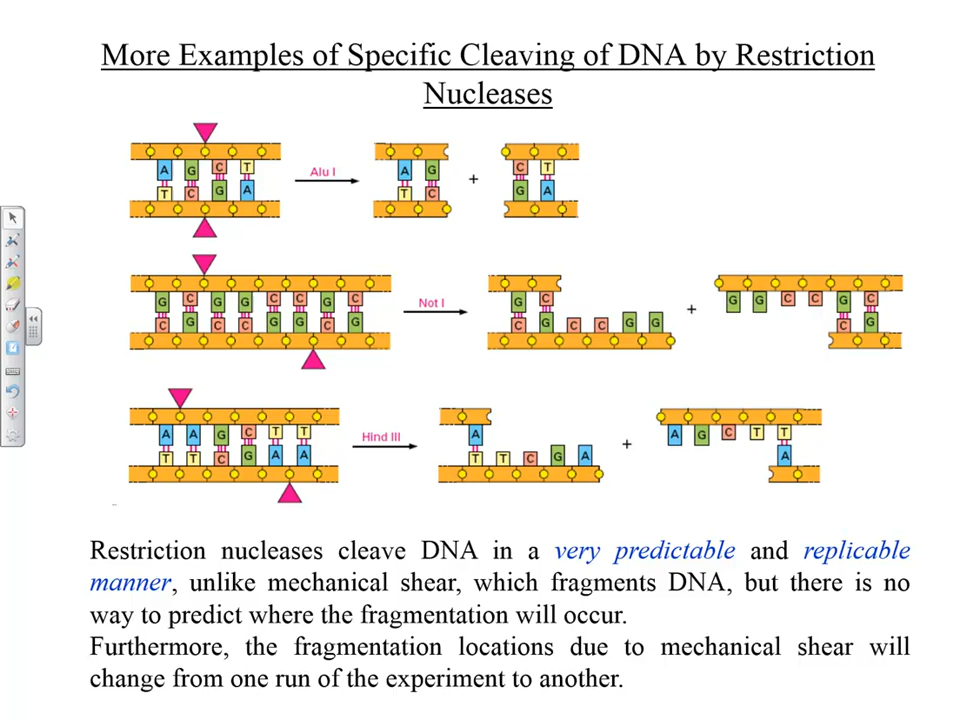 More Examples of Specific Cleaving of DNA by Restriction
Nucleases
A G C T
T C G A
Alu I
A G
T C
+
C T
G A
G C G G C C G C
C G C C G G C G
Not I
G C
C G C C G G
+
G G C C G C
C G
A A G C T T
T T C G A A
Hind III
A
T T C G A
+
A G C T T
A
Restriction nucleases cleave DNA in a very predictable and replicable
manner, unlike mechanical shear, which fragments DNA, but there is no
way to predict where the fragmentation will occur.
Furthermore, the fragmentation locations due to mechanical shear will
change from one run of the experiment to another.